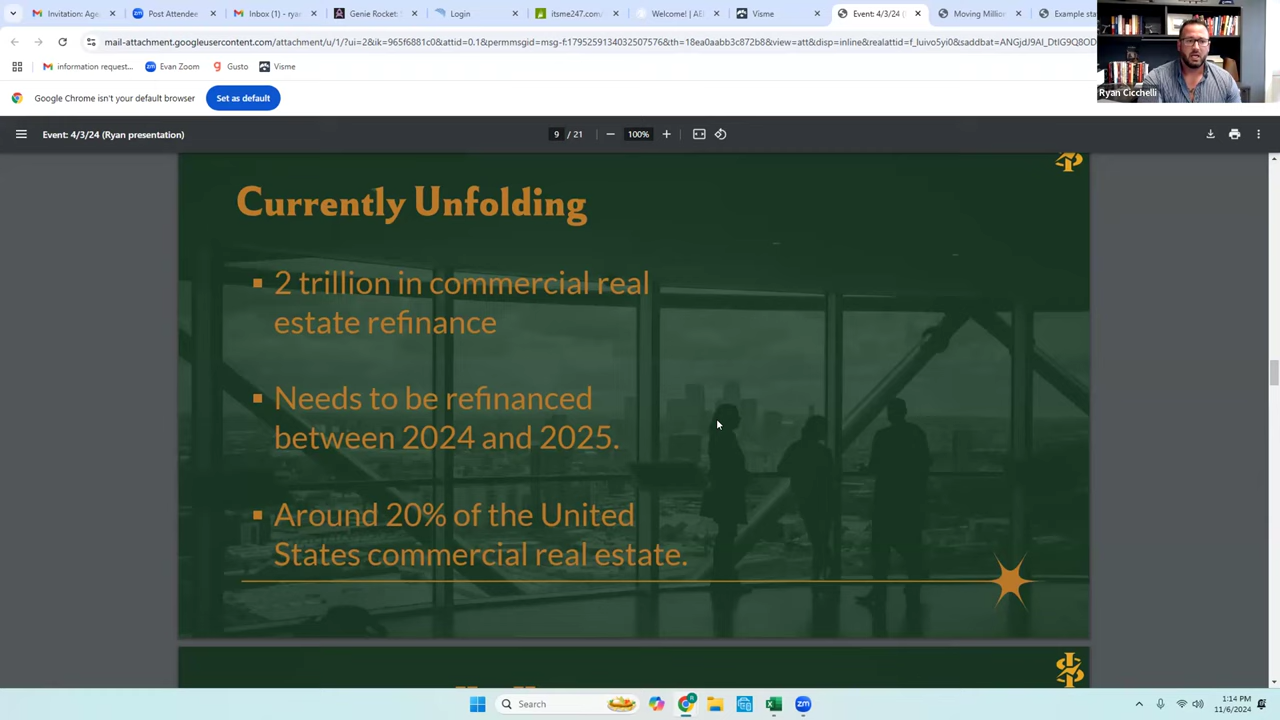 Invitation: Age
Post Attendee
Inbox (1) - ryan
Genie Rocket
Login
itsme247.com/
Welcome! | AB
Visme
Event: 4/3/24 (
Moving Million
Example sta
information request...
Evan Zoom
Gusto
Visme
Ryan Cicchelli
Google Chrome isn't your default browser
Set as default
Event: 4/3/24 (Ryan presentation)
9 / 21
100%
Currently Unfolding
▪ 2 trillion in commercial real
estate refinance
▪ Needs to be refinanced
between 2024 and 2025.
▪ Around 20% of the United
States commercial real estate.
Search
1:14 PM
11/6/2024